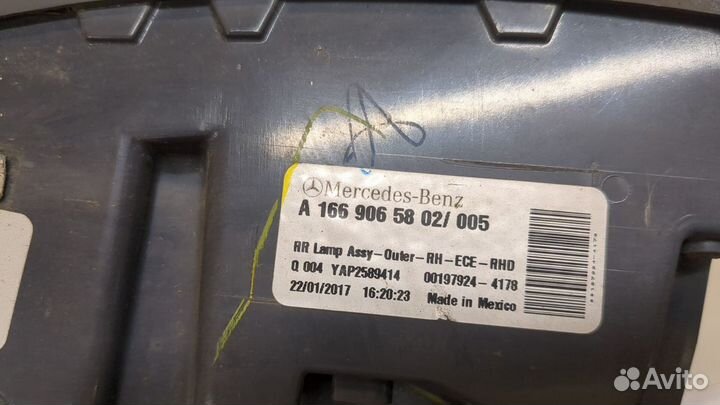 Mercedes-Benz
A 166 906 58 02/ 005
RR Lamp Assy-Outer-RH-ECE-RHD
Q 004 YAP2589414 00197924-4178
22/01/2017 16:20:23 Made in Mexico
Avito